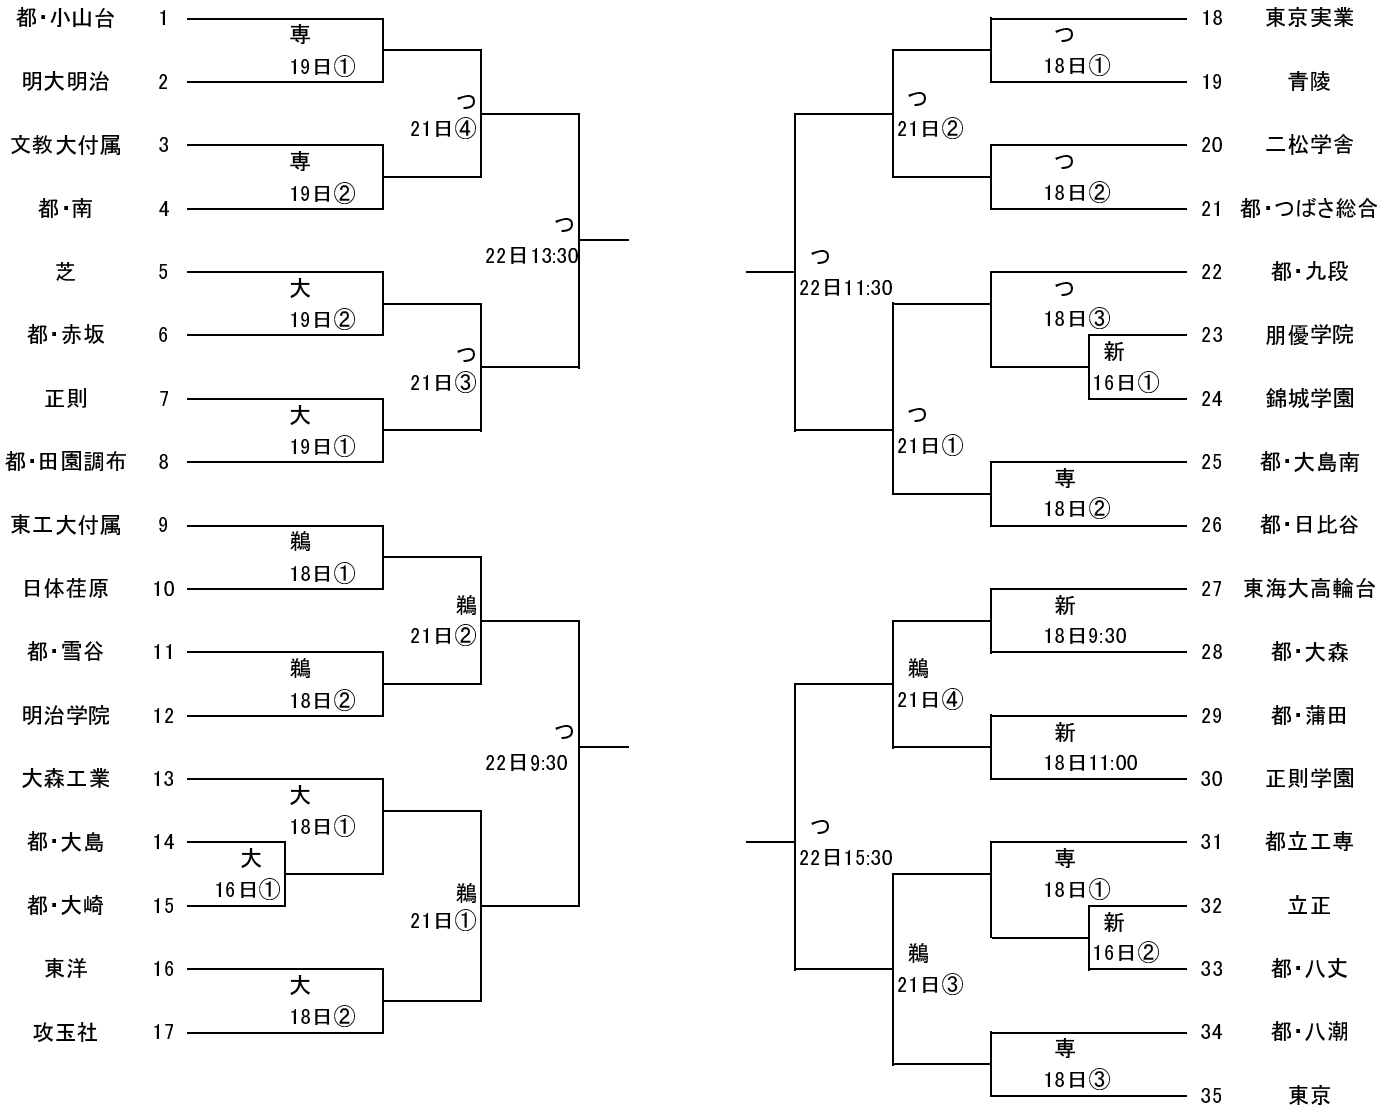 都・小山台 1
専
19日①
明大明治 2
つ
21日④
文教大付属 3
専
19日②
都・南 4
つ
22日13:30
芝 5
大
19日②
都・赤坂 6
つ
21日③
正則 7
大
19日①
都・田園調布 8
東工大付属 9
鵜
18日①
日体荏原 10
鵜
21日②
都・雪谷 11
鵜
18日②
明治学院 12
つ
22日9:30
大森工業 13
大
18日①
都・大島 14
大
16日①
都・大崎 15
鵜
21日①
東洋 16
大
18日②
攻玉社 17
18 東京実業
つ
18日①
19 青陵
つ
21日②
20 二松学舎
つ
18日②
21 都・つばさ総合
つ
22日11:30
22 都・九段
つ
18日③
23 朋優学院
新
16日①
24 錦城学園
つ
21日①
25 都・大島南
専
18日②
26 都・日比谷
27 東海大高輪台
新
18日9:30
28 都・大森
鵜
21日④
29 都・蒲田
新
18日11:00
30 正則学園
つ
22日15:30
31 都立工専
専
18日①
32 立正
新
16日②
33 都・八丈
鵜
21日③
34 都・八潮
専
18日③
35 東京